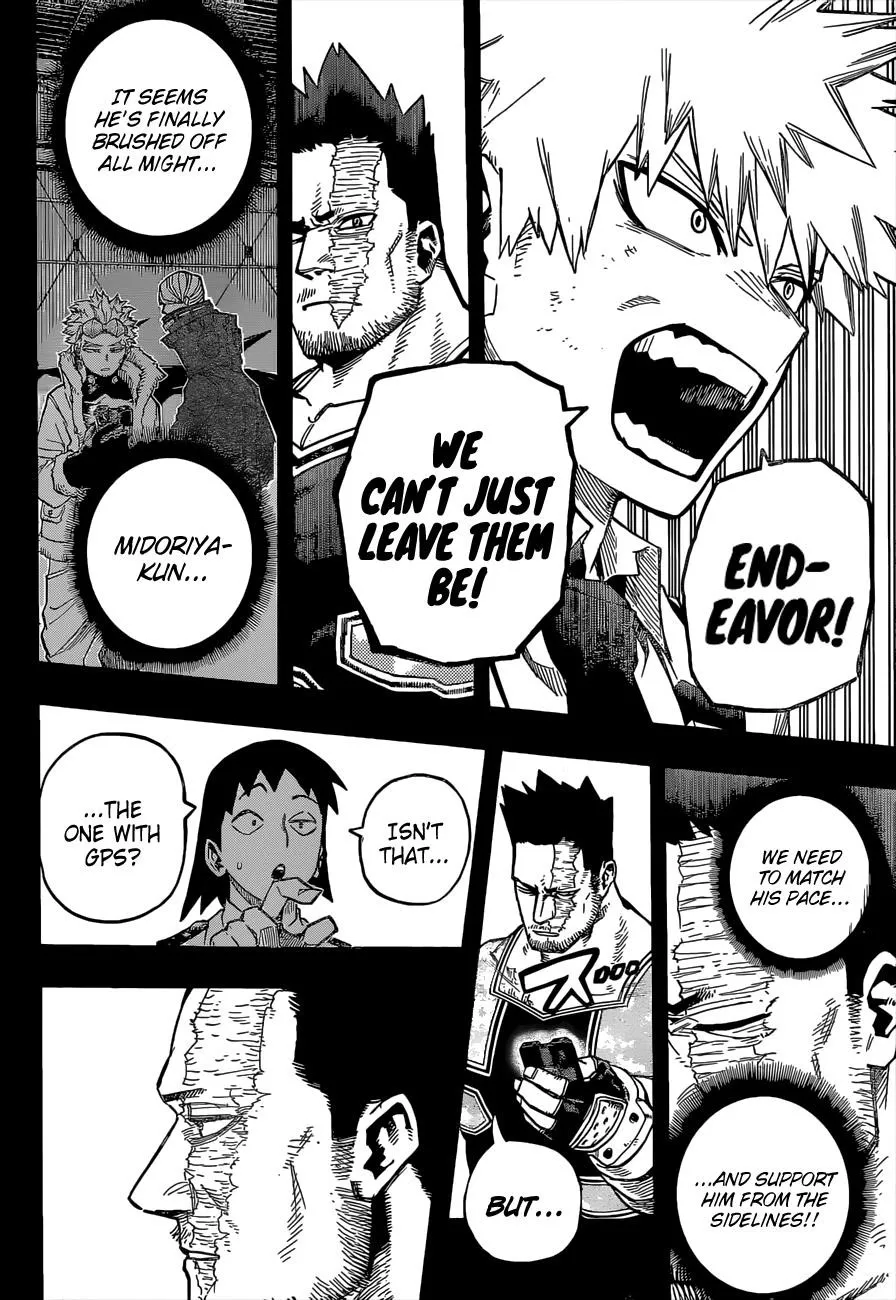 END-
EAVOR!
WE
CAN'T JUST
LEAVE THEM
BE!
IT SEEMS
HE'S FINALLY
BRUSHED OFF
ALL MIGHT...
MIDORIYA-
KUN...
WE NEED
TO MATCH
HIS PACE...
...AND SUPPORT
HIM FROM THE
SIDELINES!!
ス
BUT...
ISN'T
THAT...
...THE
ONE WITH
GPS?